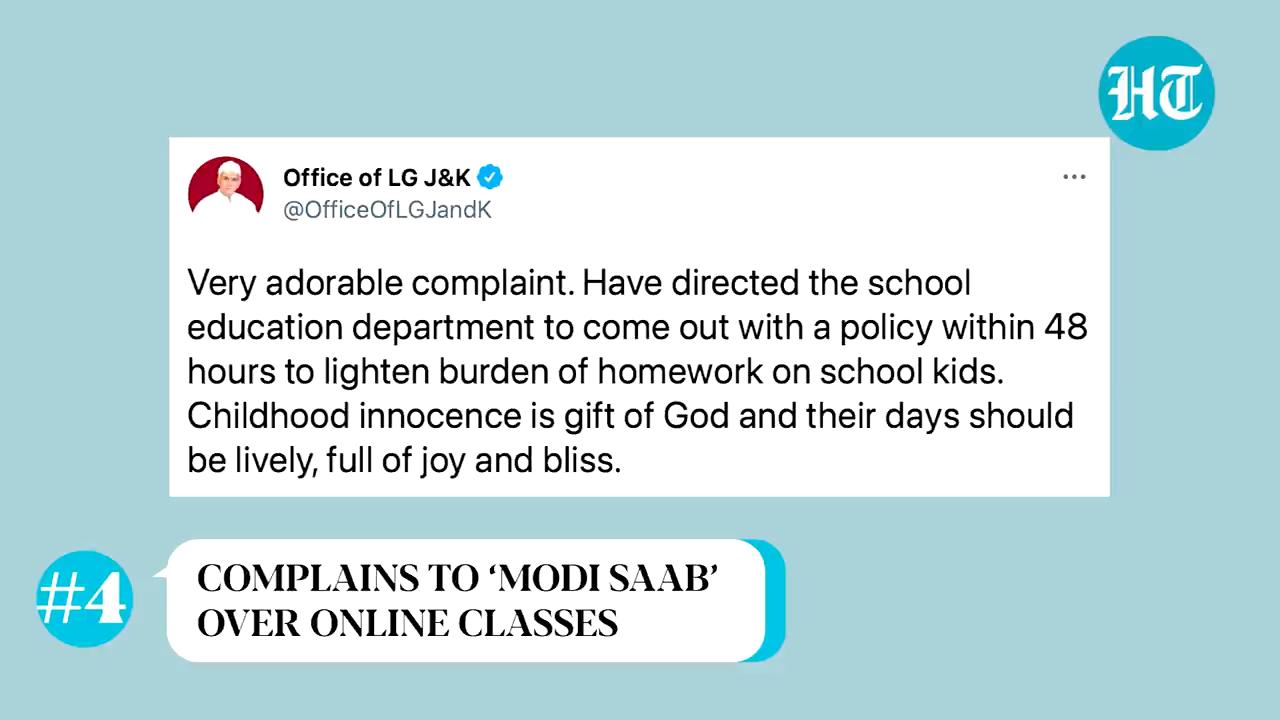 HT
Office of LG J&K
@OfficeOfLGJandK
Very adorable complaint. Have directed the school
education department to come out with a policy within 48
hours to lighten burden of homework on school kids.
Childhood innocence is gift of God and their days should
be lively, full of joy and bliss.
#4
COMPLAINS TO ‘MODI SAAB’
OVER ONLINE CLASSES